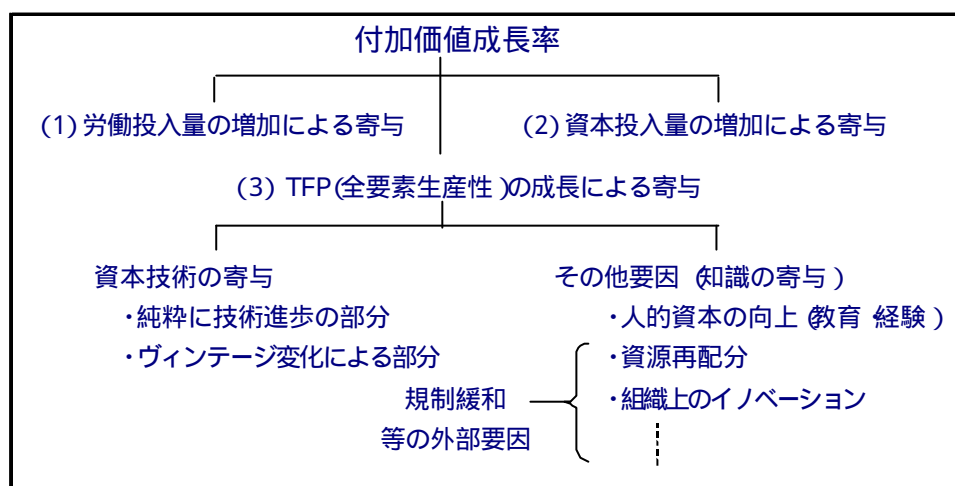 付加価値成長率
(1) 労働投入量の増加による寄与
(2) 資本投入量の増加による寄与
(3) TFP(全要素生産性)の成長による寄与
資本技術の寄与
・純粋に技術進歩の部分
・ヴィンテージ変化による部分
その他要因 (知識の寄与)
・人的資本の向上 (教育・経験)
・資源再配分
・組織上のイノベーション
規制緩和
等の外部要因